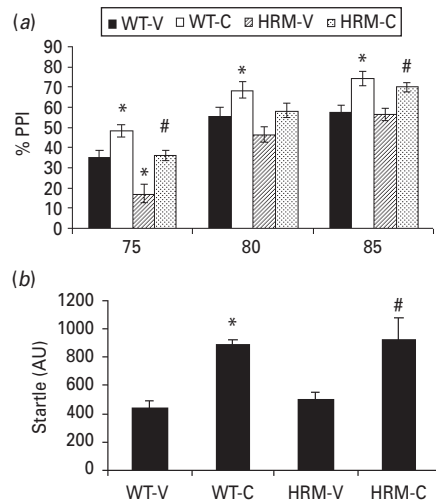 (a)
WT-V WT-C HRM-V HRM-C
% PPI
90
80
70
60
50
40
30
20
10
0
* * #
* 
* #
75 80 85
(b)
Startle (AU)
1200
1000
800
600
400
200
0
* #
WT-V WT-C HRM-V HRM-C